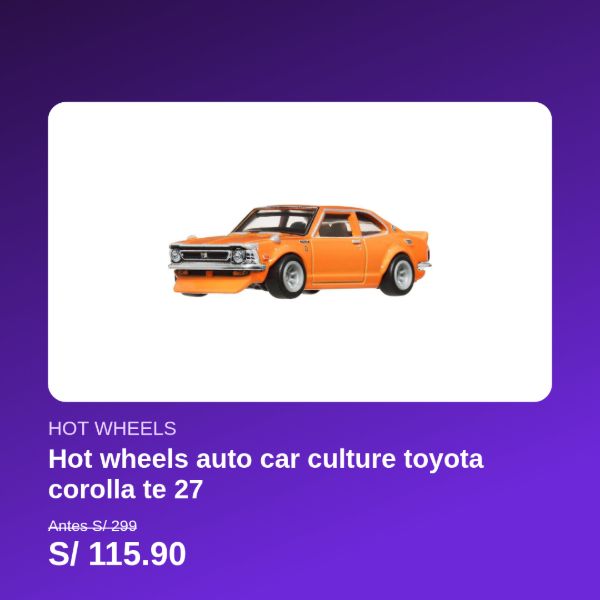 HOT WHEELS
Hot wheels auto car culture toyota
corolla te 27
Antes S/ 299
S/ 115.90